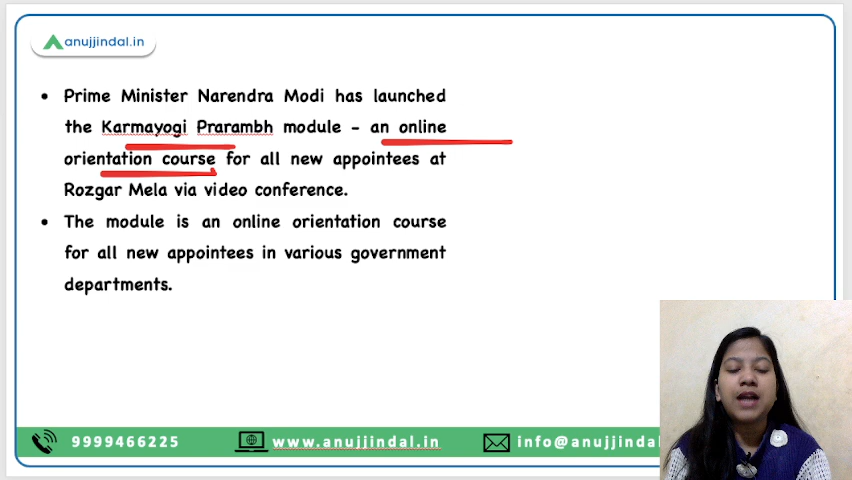 anujjindal.in
• Prime Minister Narendra Modi has launched
the Karmayogi Prarambh module - an online
orientation course for all new appointees at
Rozgar Mela via video conference.
• The module is an online orientation course
for all new appointees in various government
departments.
9999466225 www.anujjindal.in info@anujjindal